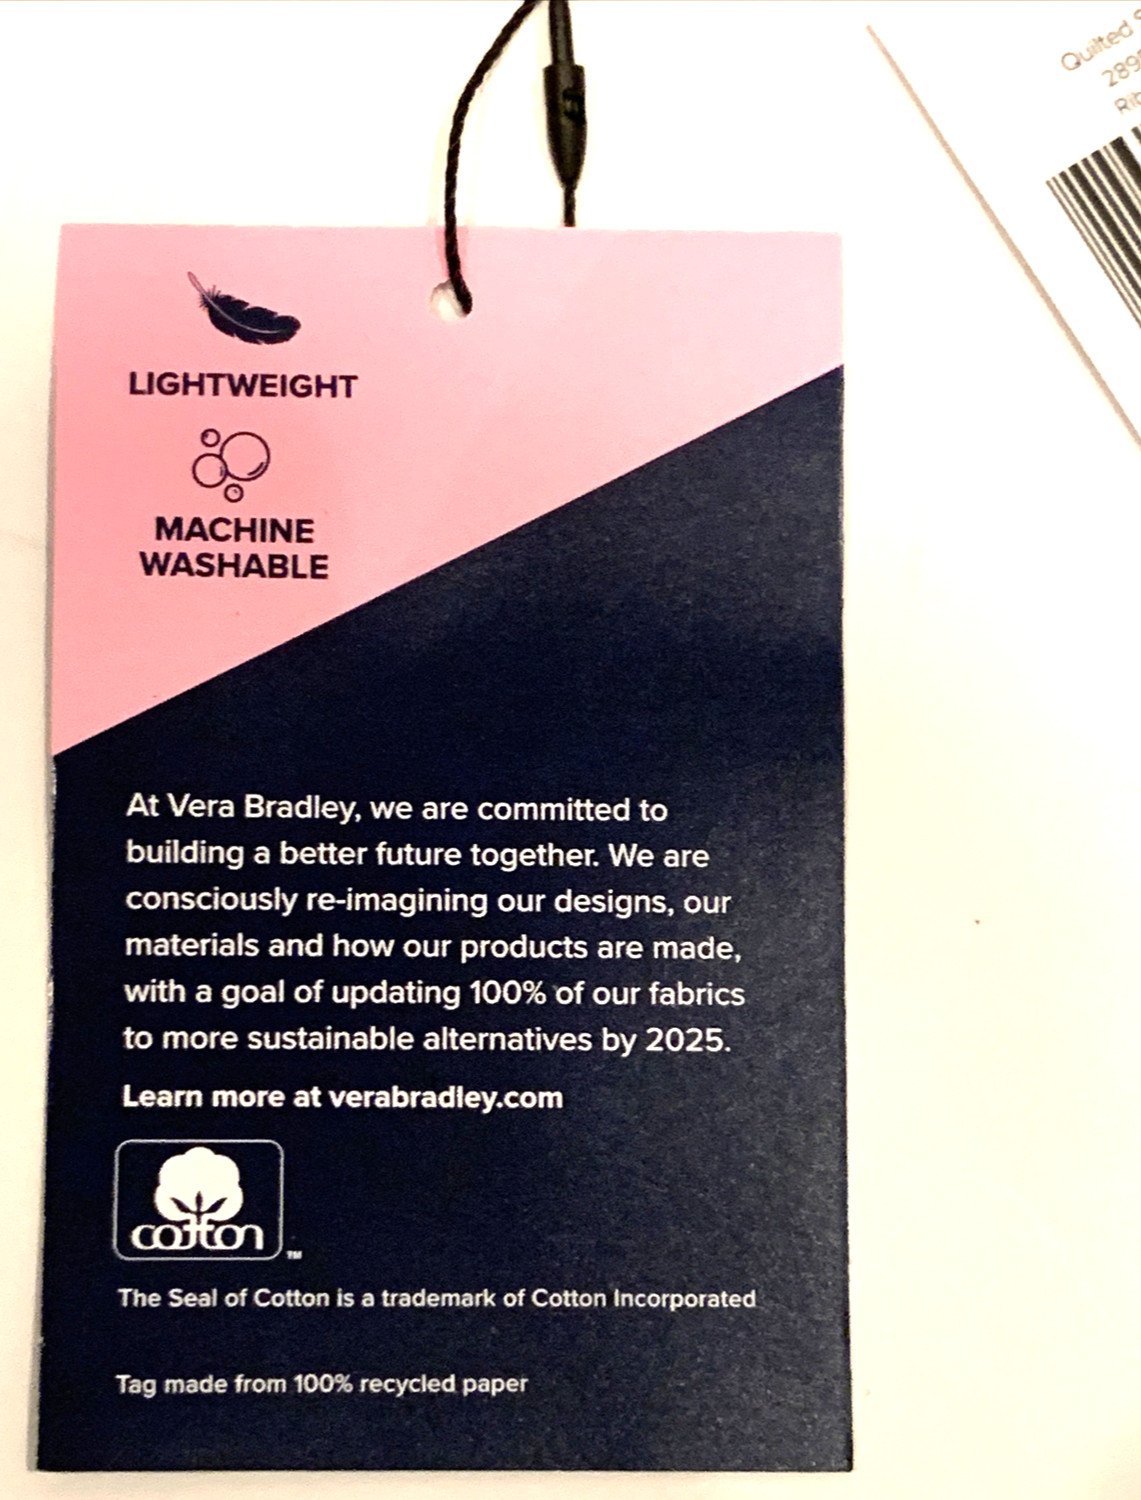 Quilted
289
LIGHTWEIGHT
MACHINE
WASHABLE
At Vera Bradley, we are committed to
building a better future together. We are
consciously re-imagining our designs, our
materials and how our products are made,
with a goal of updating 100% of our fabrics
to more sustainable alternatives by 2025.
Learn more at verabradley.com
cotton
TM
The Seal of Cotton is a trademark of Cotton Incorporated
Tag made from 100% recycled paper